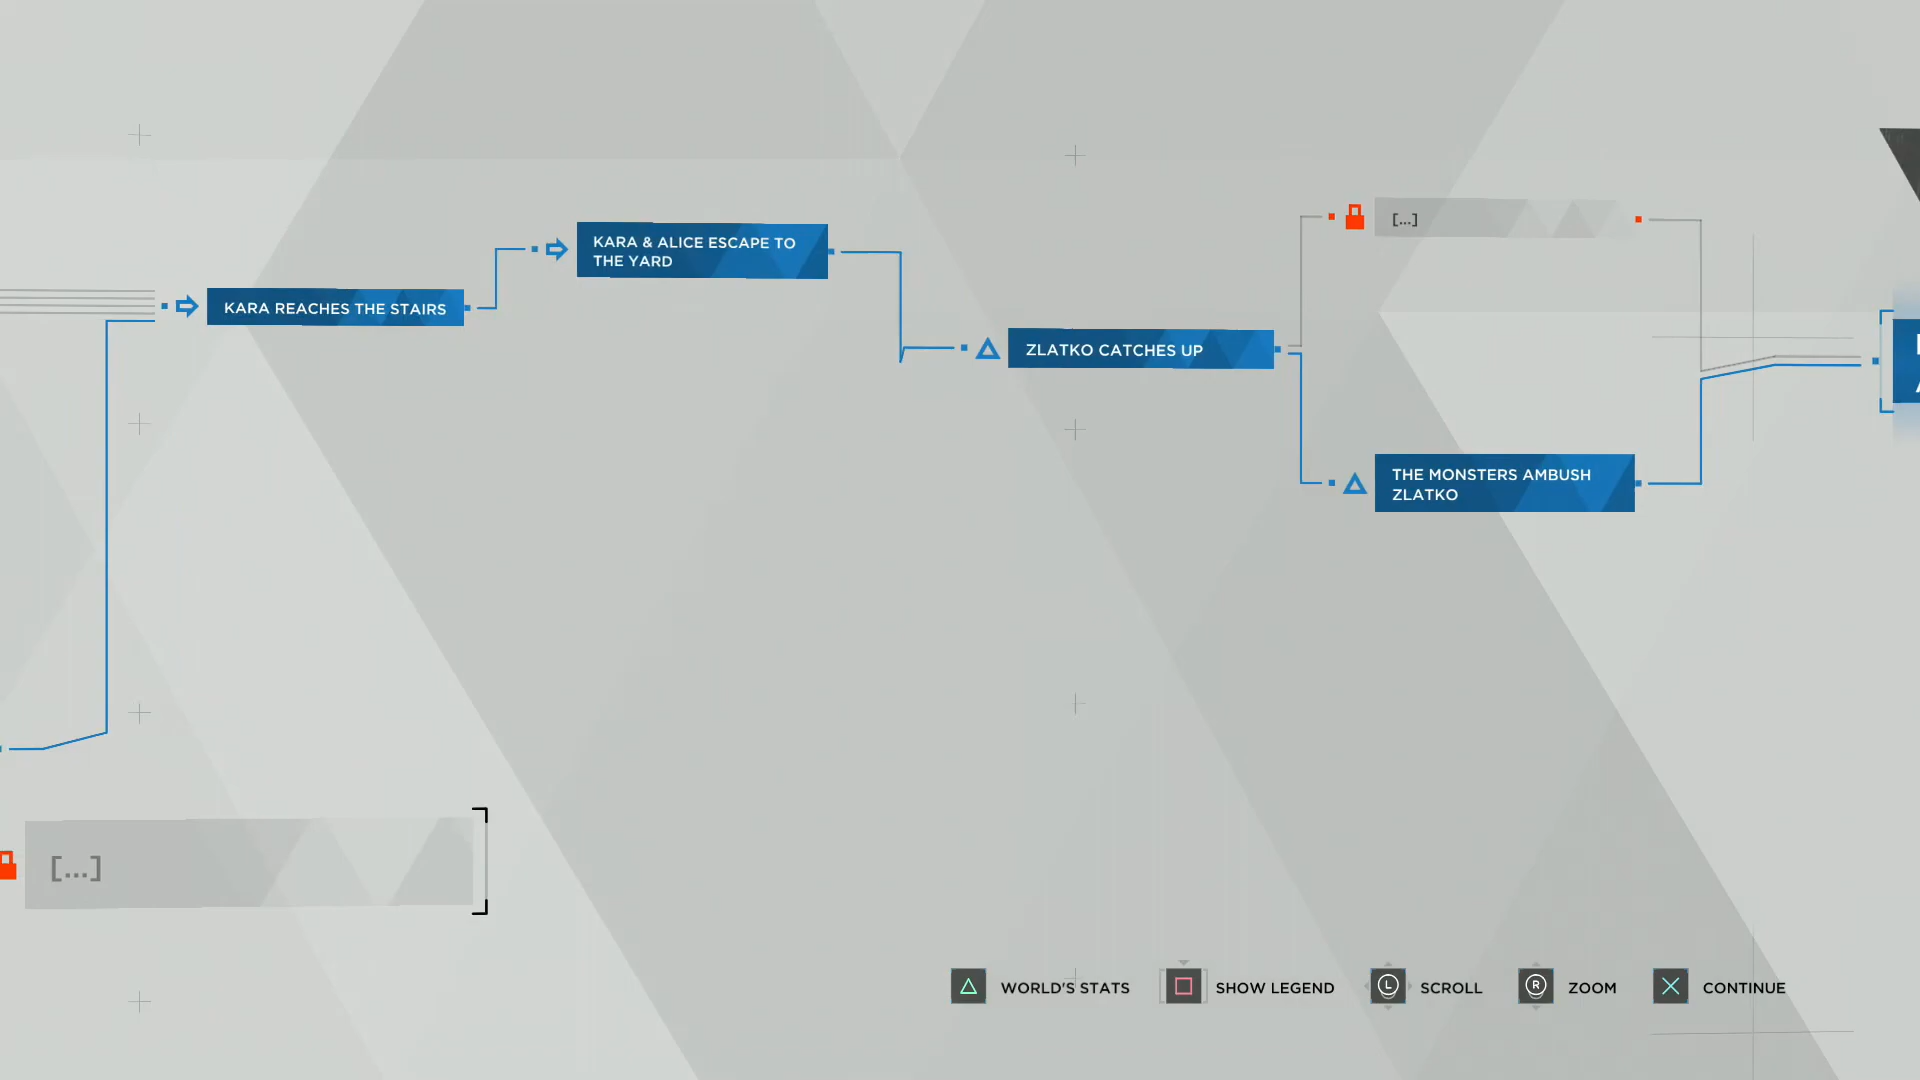 [...]
KARA & ALICE ESCAPE TO
THE YARD
KARA REACHES THE STAIRS
ZLATKO CATCHES UP
THE MONSTERS AMBUSH
ZLATKO
[...]
WORLD'S STATS
SHOW LEGEND
L
SCROLL
R
ZOOM
CONTINUE